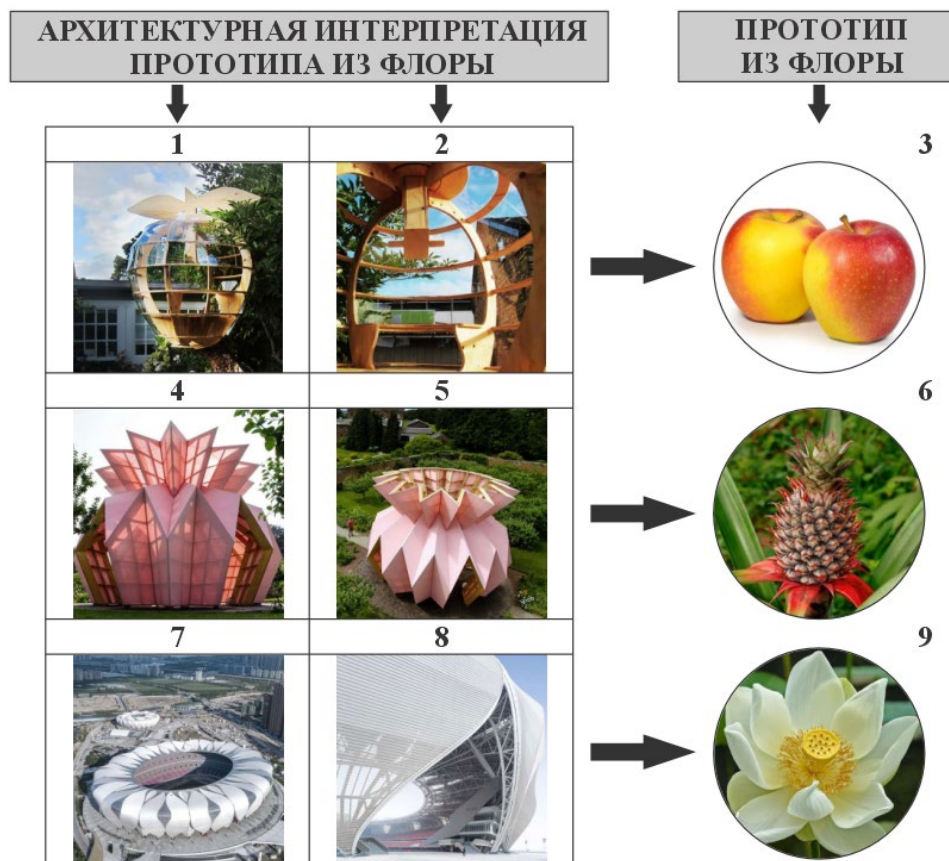 АРХИТЕКТУРНАЯ ИНТЕРПРЕТАЦИЯ
ПРОТОТИПА ИЗ ФЛОРЫ
ПРОТОТИП
ИЗ ФЛОРЫ
1 2 3
4 5 6
7 8 9